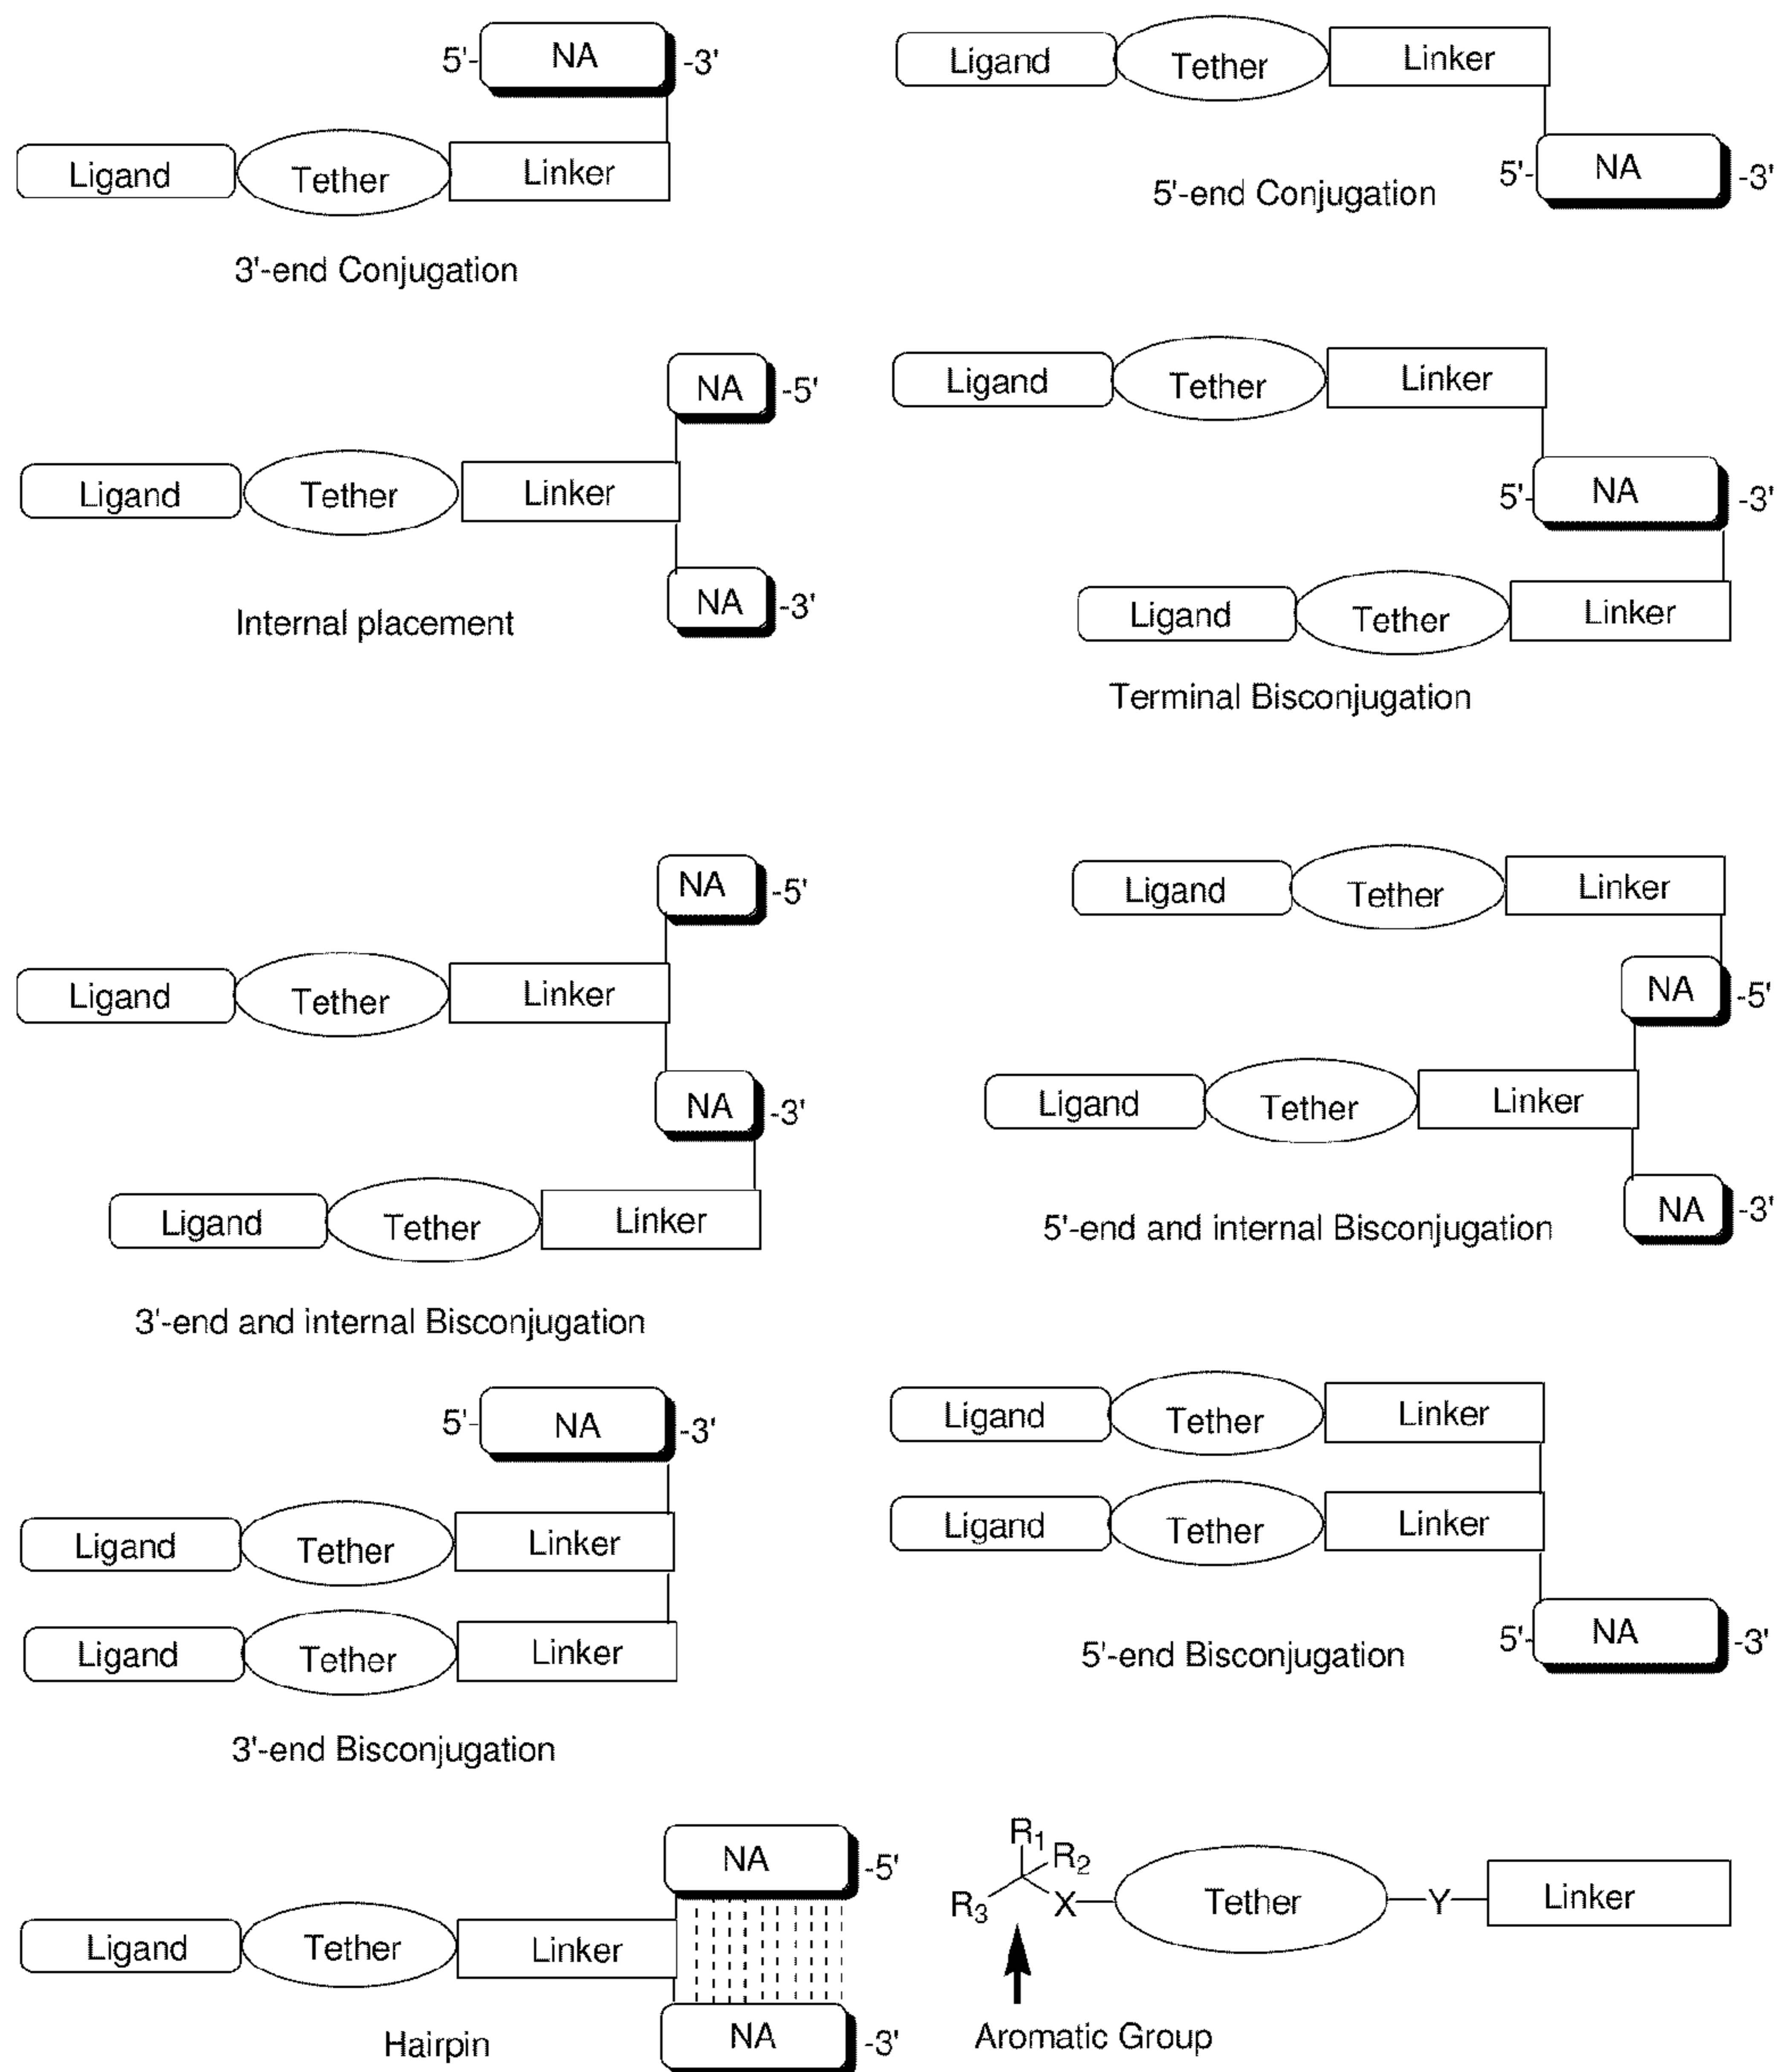 5'- NA -3'
Ligand Tether Linker
3'-end Conjugation
Ligand Tether Linker
5'- NA -3'
5'-end Conjugation
NA -5'
Ligand Tether Linker
NA -3'
Internal placement
Ligand Tether Linker
5'- NA -3'
Ligand Tether Linker
Terminal Bisconjugation
NA -5'
Ligand Tether Linker
NA -3'
Ligand Tether Linker
3'-end and internal Bisconjugation
Ligand Tether Linker
NA -5'
Ligand Tether Linker
NA -3'
5'-end and internal Bisconjugation
5'- NA -3'
Ligand Tether Linker
Ligand Tether Linker
3'-end Bisconjugation
Ligand Tether Linker
Ligand Tether Linker
5'- NA -3'
5'-end Bisconjugation
NA -5'
Ligand Tether Linker
NA -3'
Hairpin
R1
R2
R3 X Tether Y Linker
Aromatic Group